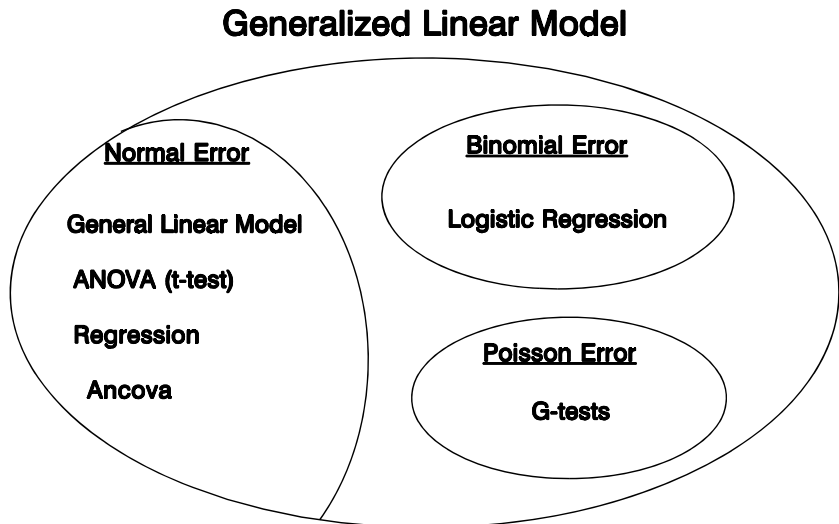 Generalized Linear Model
Normal Error
General Linear Model
ANOVA (t-test)
Regression
Ancova
Binomial Error
Logistic Regression
Poisson Error
G-tests